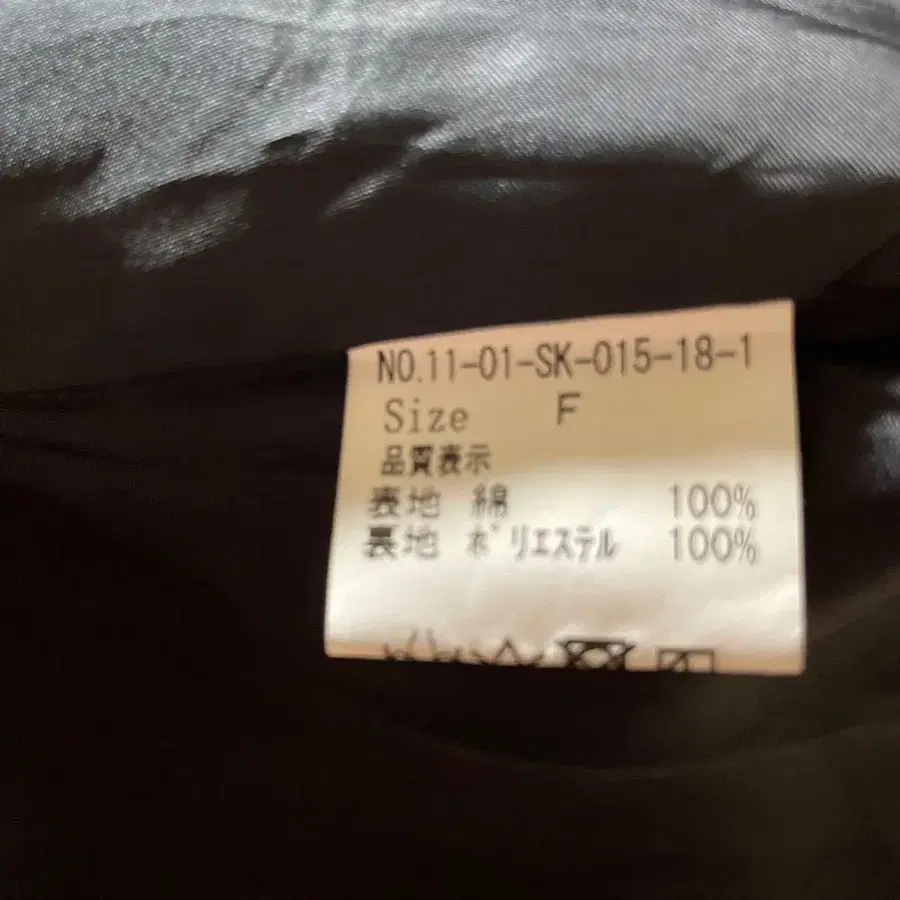 NO.11-01-SK-015-18-1
Size F
品質表示
表地 綿 100%
裏地 ポリエステル 100%